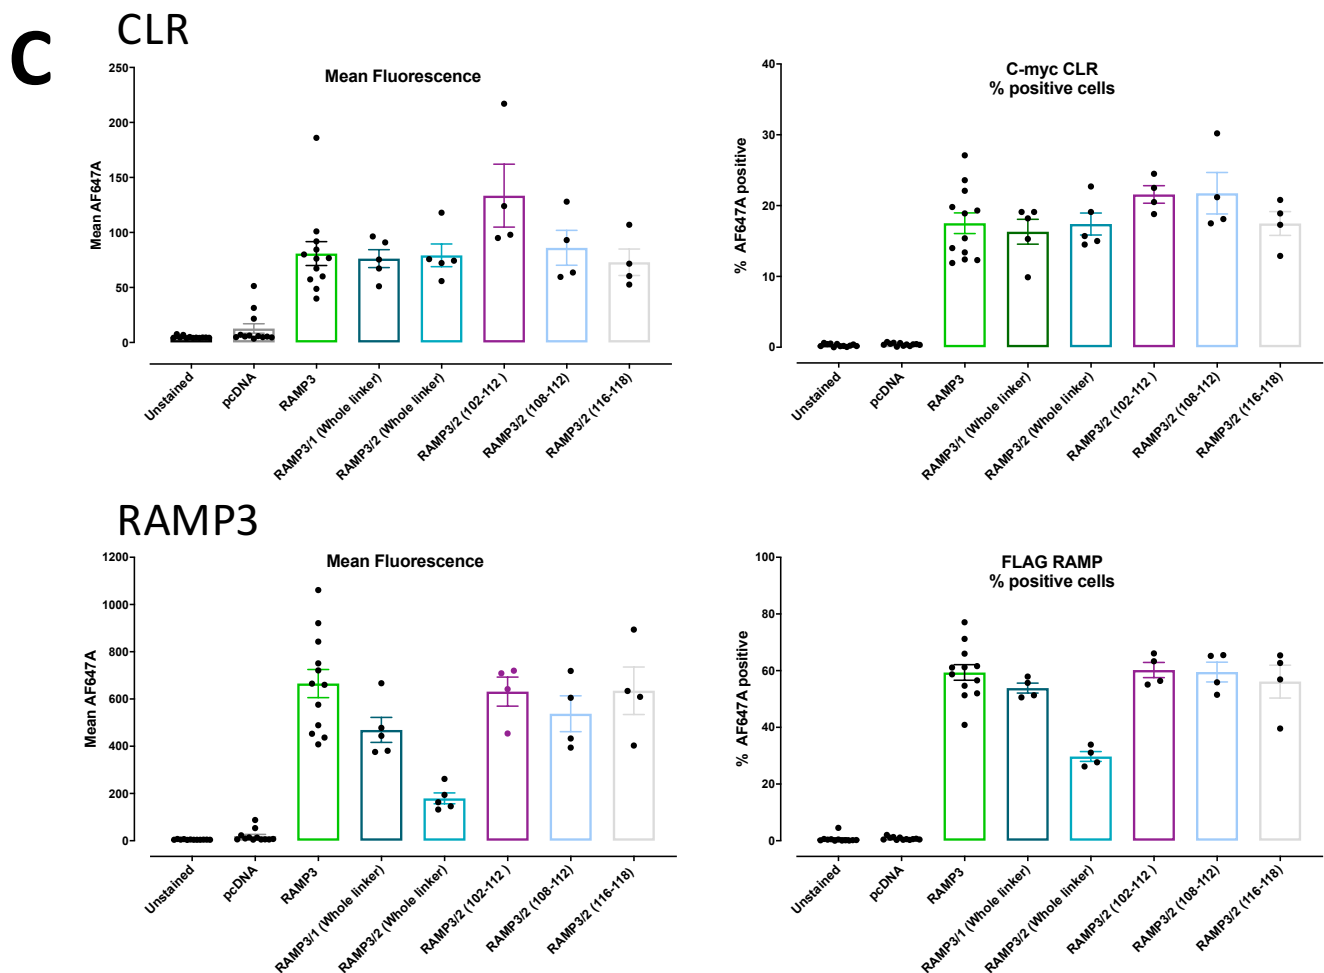 C
CLR
Mean Fluorescence
Mean AF647A
250
200
150
100
50
0
Unstained
pcDNA
RAMP3
RAMP3/1 (Whole linker)
RAMP3/2 (Whole linker)
RAMP3/2 (102-112 )
RAMP3/2 (108-112)
RAMP3/2 (116-118)
C-myc CLR
% positive cells
% AF647A positive
40
30
20
10
0
Unstained
pcDNA
RAMP3
RAMP3/1 (Whole linker)
RAMP3/2 (Whole linker)
RAMP3/2 (102-112 )
RAMP3/2 (108-112)
RAMP3/2 (116-118)
RAMP3
Mean Fluorescence
Mean AF647A
1200
1000
800
600
400
200
0
Unstained
pcDNA
RAMP3
RAMP3/1 (Whole linker)
RAMP3/2 (Whole linker)
RAMP3/2 (102-112 )
RAMP3/2 (108-112)
RAMP3/2 (116-118)
FLAG RAMP
% positive cells
% AF647A positive
100
80
60
40
20
0
Unstained
pcDNA
RAMP3
RAMP3/1 (Whole linker)
RAMP3/2 (Whole linker)
RAMP3/2 (102-112 )
RAMP3/2 (108-112)
RAMP3/2 (116-118)